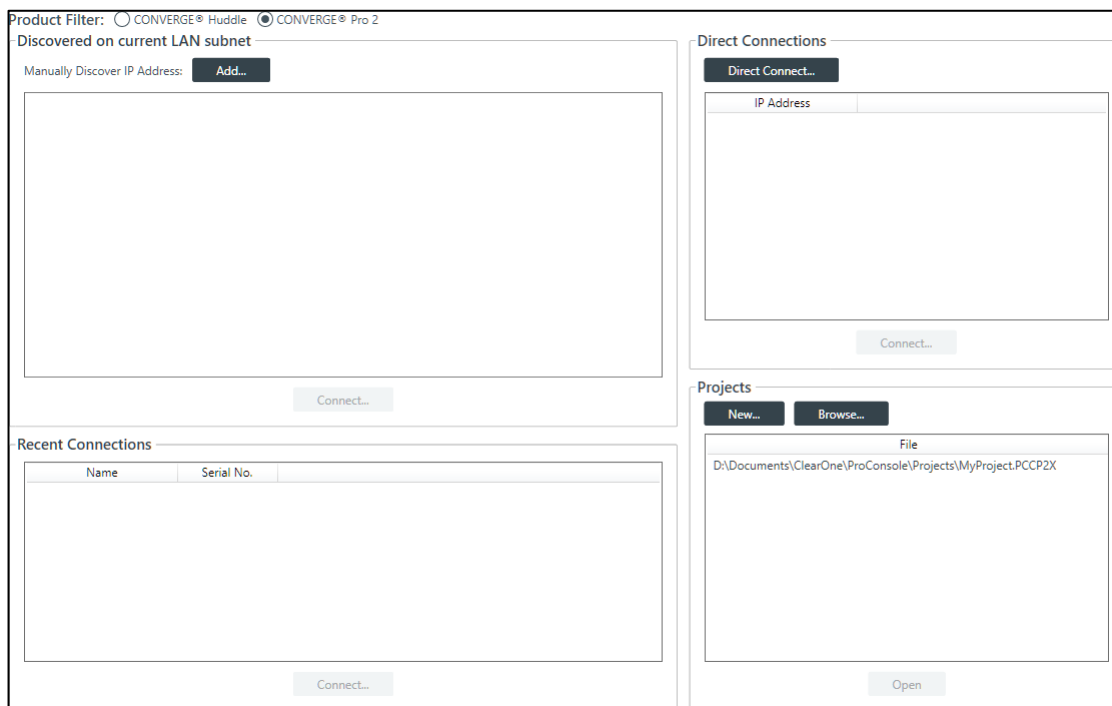 Product Filter: CONVERGE® Huddle CONVERGE® Pro 2
Discovered on current LAN subnet
Manually Discover IP Address: Add...
Connect...
Recent Connections
Name Serial No.
Connect...
Direct Connections
Direct Connect...
IP Address
Connect...
Projects
New... Browse...
File
D:\Documents\ClearOne\ProConsole\Projects\MyProject.PCCP2X
Open